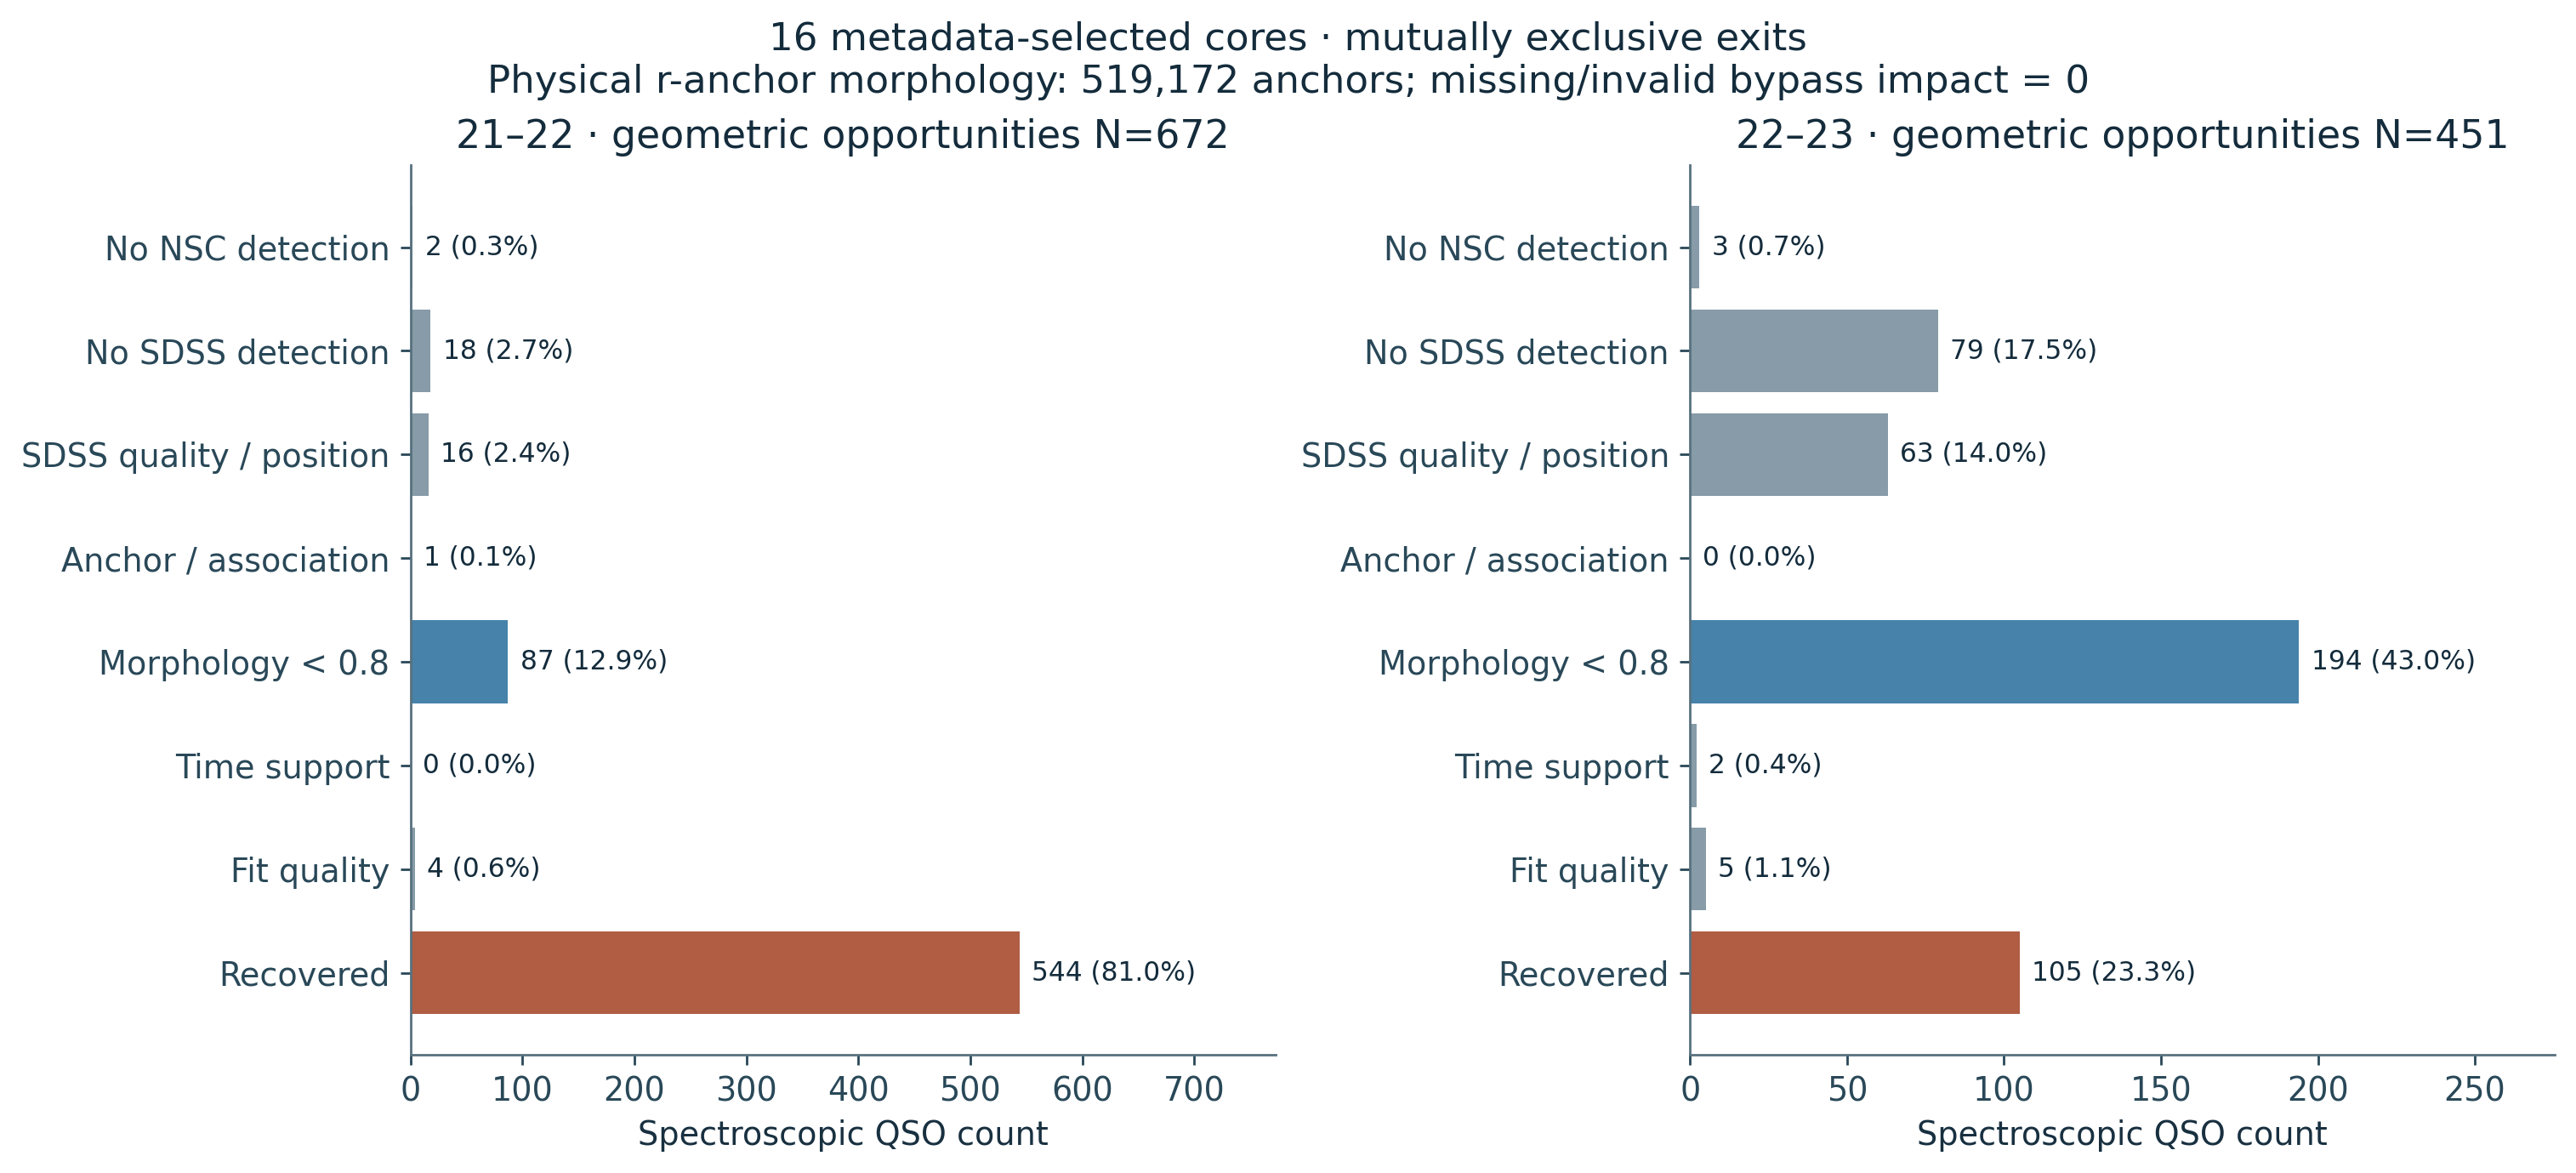 16 metadata-selected cores · mutually exclusive exits
Physical r-anchor morphology: 519,172 anchors; missing/invalid bypass impact = 0
21–22 · geometric opportunities N=672
No NSC detection 2 (0.3%)
No SDSS detection 18 (2.7%)
SDSS quality / position 16 (2.4%)
Anchor / association 1 (0.1%)
Morphology < 0.8 87 (12.9%)
Time support 0 (0.0%)
Fit quality 4 (0.6%)
Recovered 544 (81.0%)
0 100 200 300 400 500 600 700
Spectroscopic QSO count
22–23 · geometric opportunities N=451
No NSC detection 3 (0.7%)
No SDSS detection 79 (17.5%)
SDSS quality / position 63 (14.0%)
Anchor / association 0 (0.0%)
Morphology < 0.8 194 (43.0%)
Time support 2 (0.4%)
Fit quality 5 (1.1%)
Recovered 105 (23.3%)
0 50 100 150 200 250
Spectroscopic QSO count